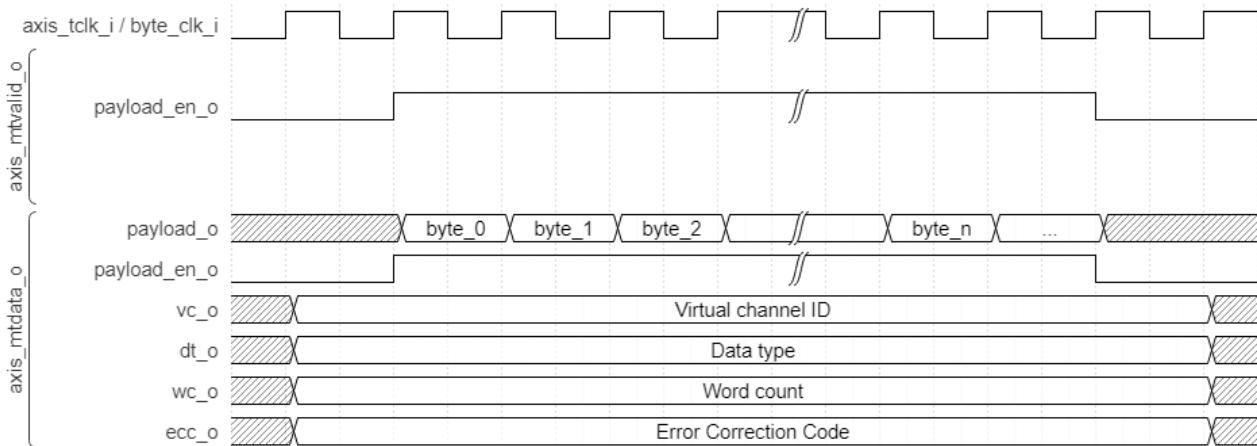 axis_tclk_i / byte_clk_i
axis_mtvalid_o
payload_en_o
axis_mtdata_o
payload_o byte_0 byte_1 byte_2 byte_n ...
payload_en_o
vc_o Virtual channel ID
dt_o Data type
wc_o Word count
ecc_o Error Correction Code